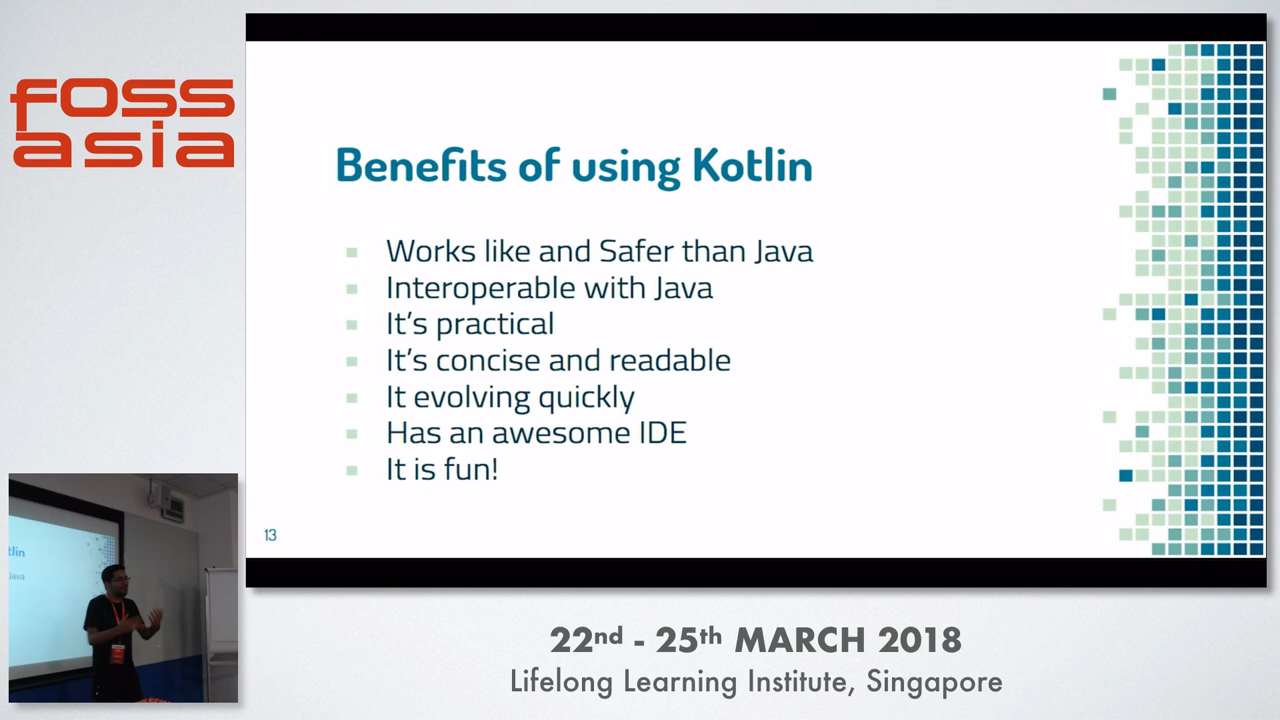 foss
asia
Benefits of using Kotlin
Works like and Safer than Java
Interoperable with Java
It's practical
It's concise and readable
It evolving quickly
Has an awesome IDE
It is fun!
13
tlin
Java
22nd - 25th MARCH 2018
Lifelong Learning Institute, Singapore